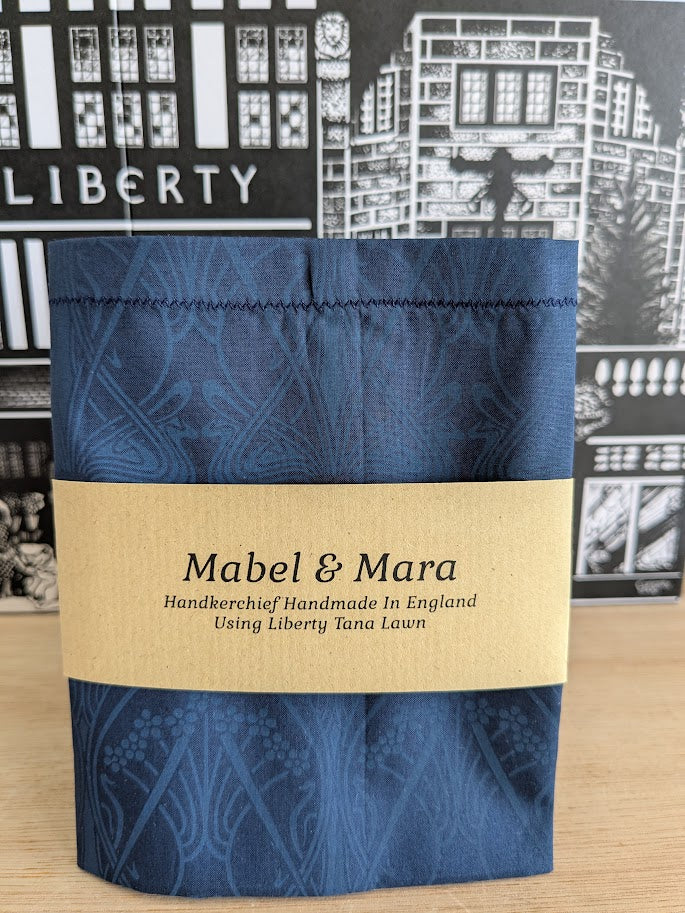 LIBERTY
Mabel & Mara
Handkerchief Handmade In England
Using Liberty Tana Lawn